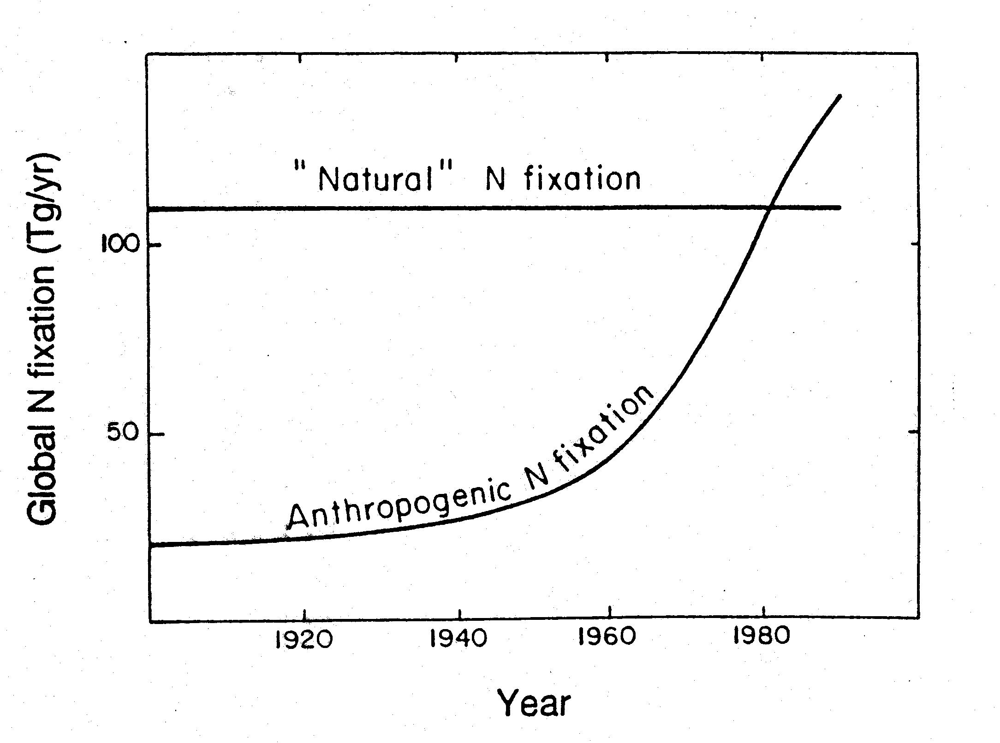 "Natural" N fixation
Global N fixation (Tg/yr)
100
50
Anthropogenic N fixation
1920 1940 1960 1980
Year